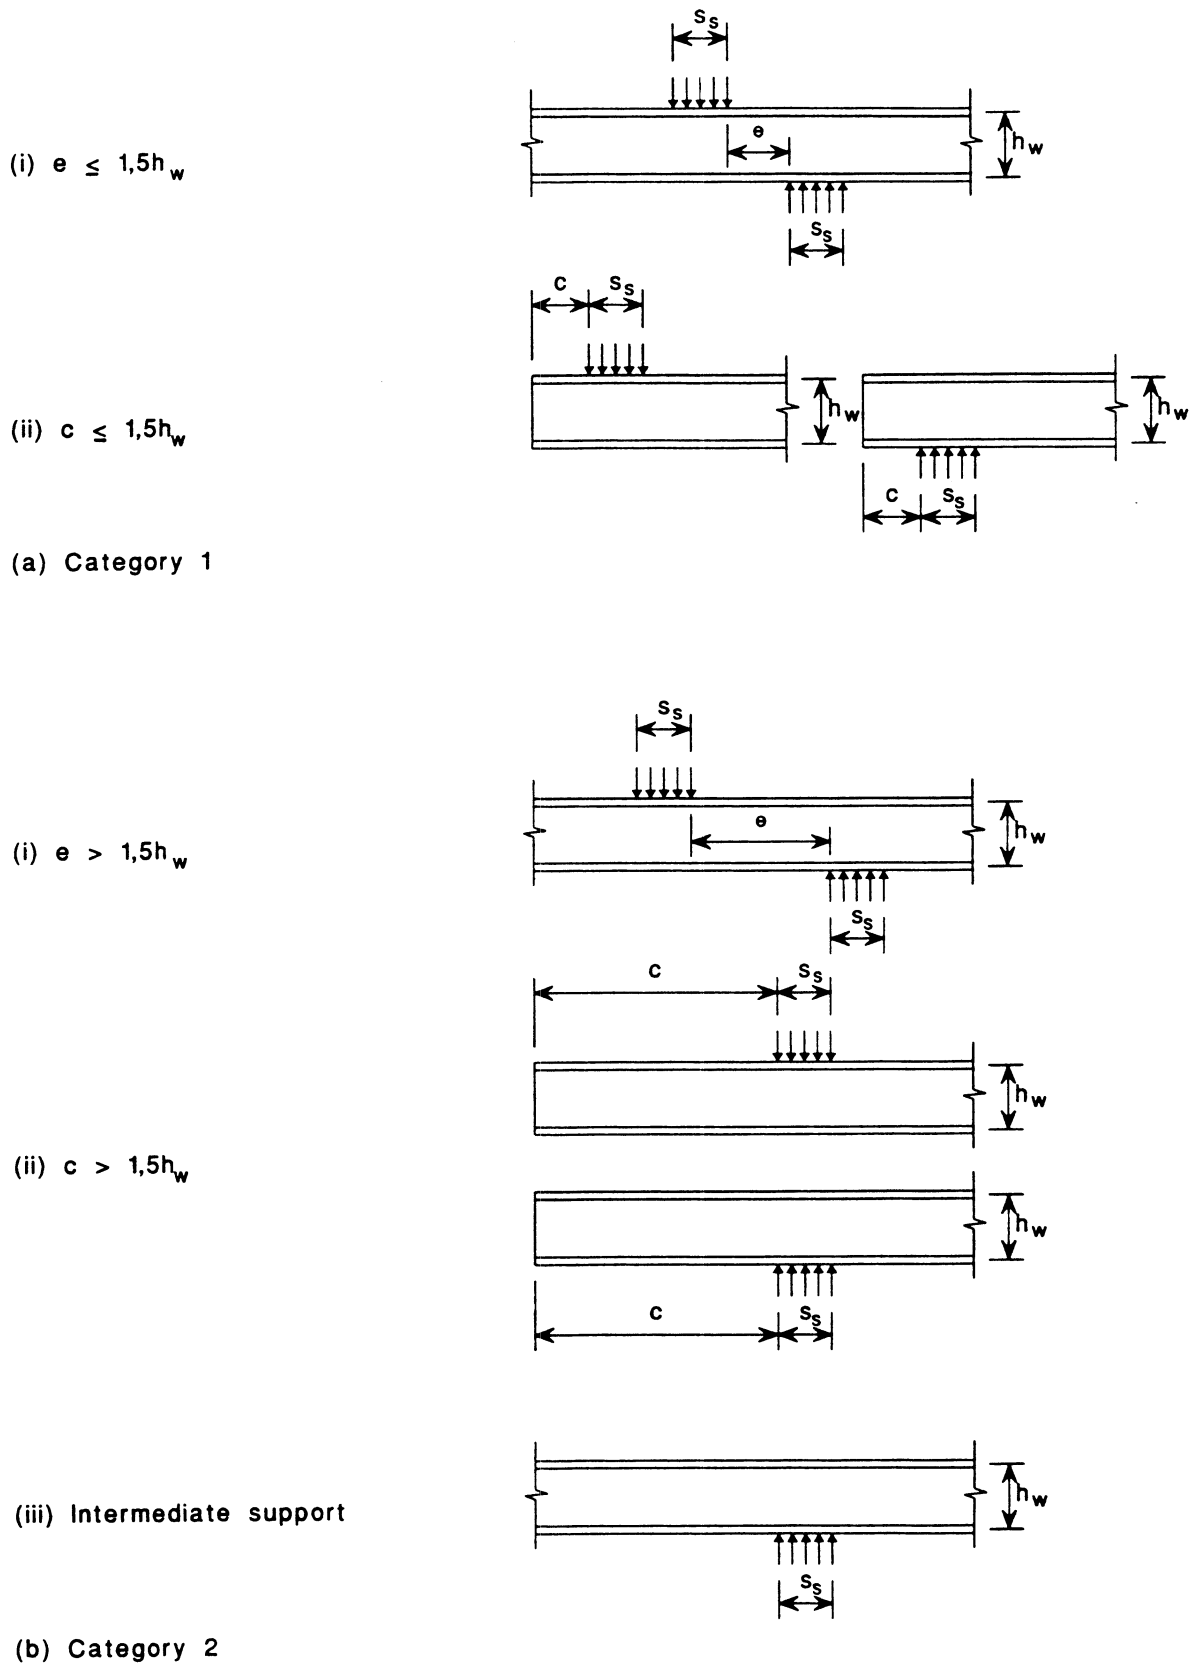 s_s
(i) e ≤ 1,5h_w
e
h_w
s_s
c s_s
(ii) c ≤ 1,5h_w
h_w h_w
c s_s
(a) Category 1
s_s
(i) e > 1,5h_w
e
h_w
s_s
c s_s
h_w
(ii) c > 1,5h_w
h_w
c s_s
(iii) Intermediate support
h_w
s_s
(b) Category 2